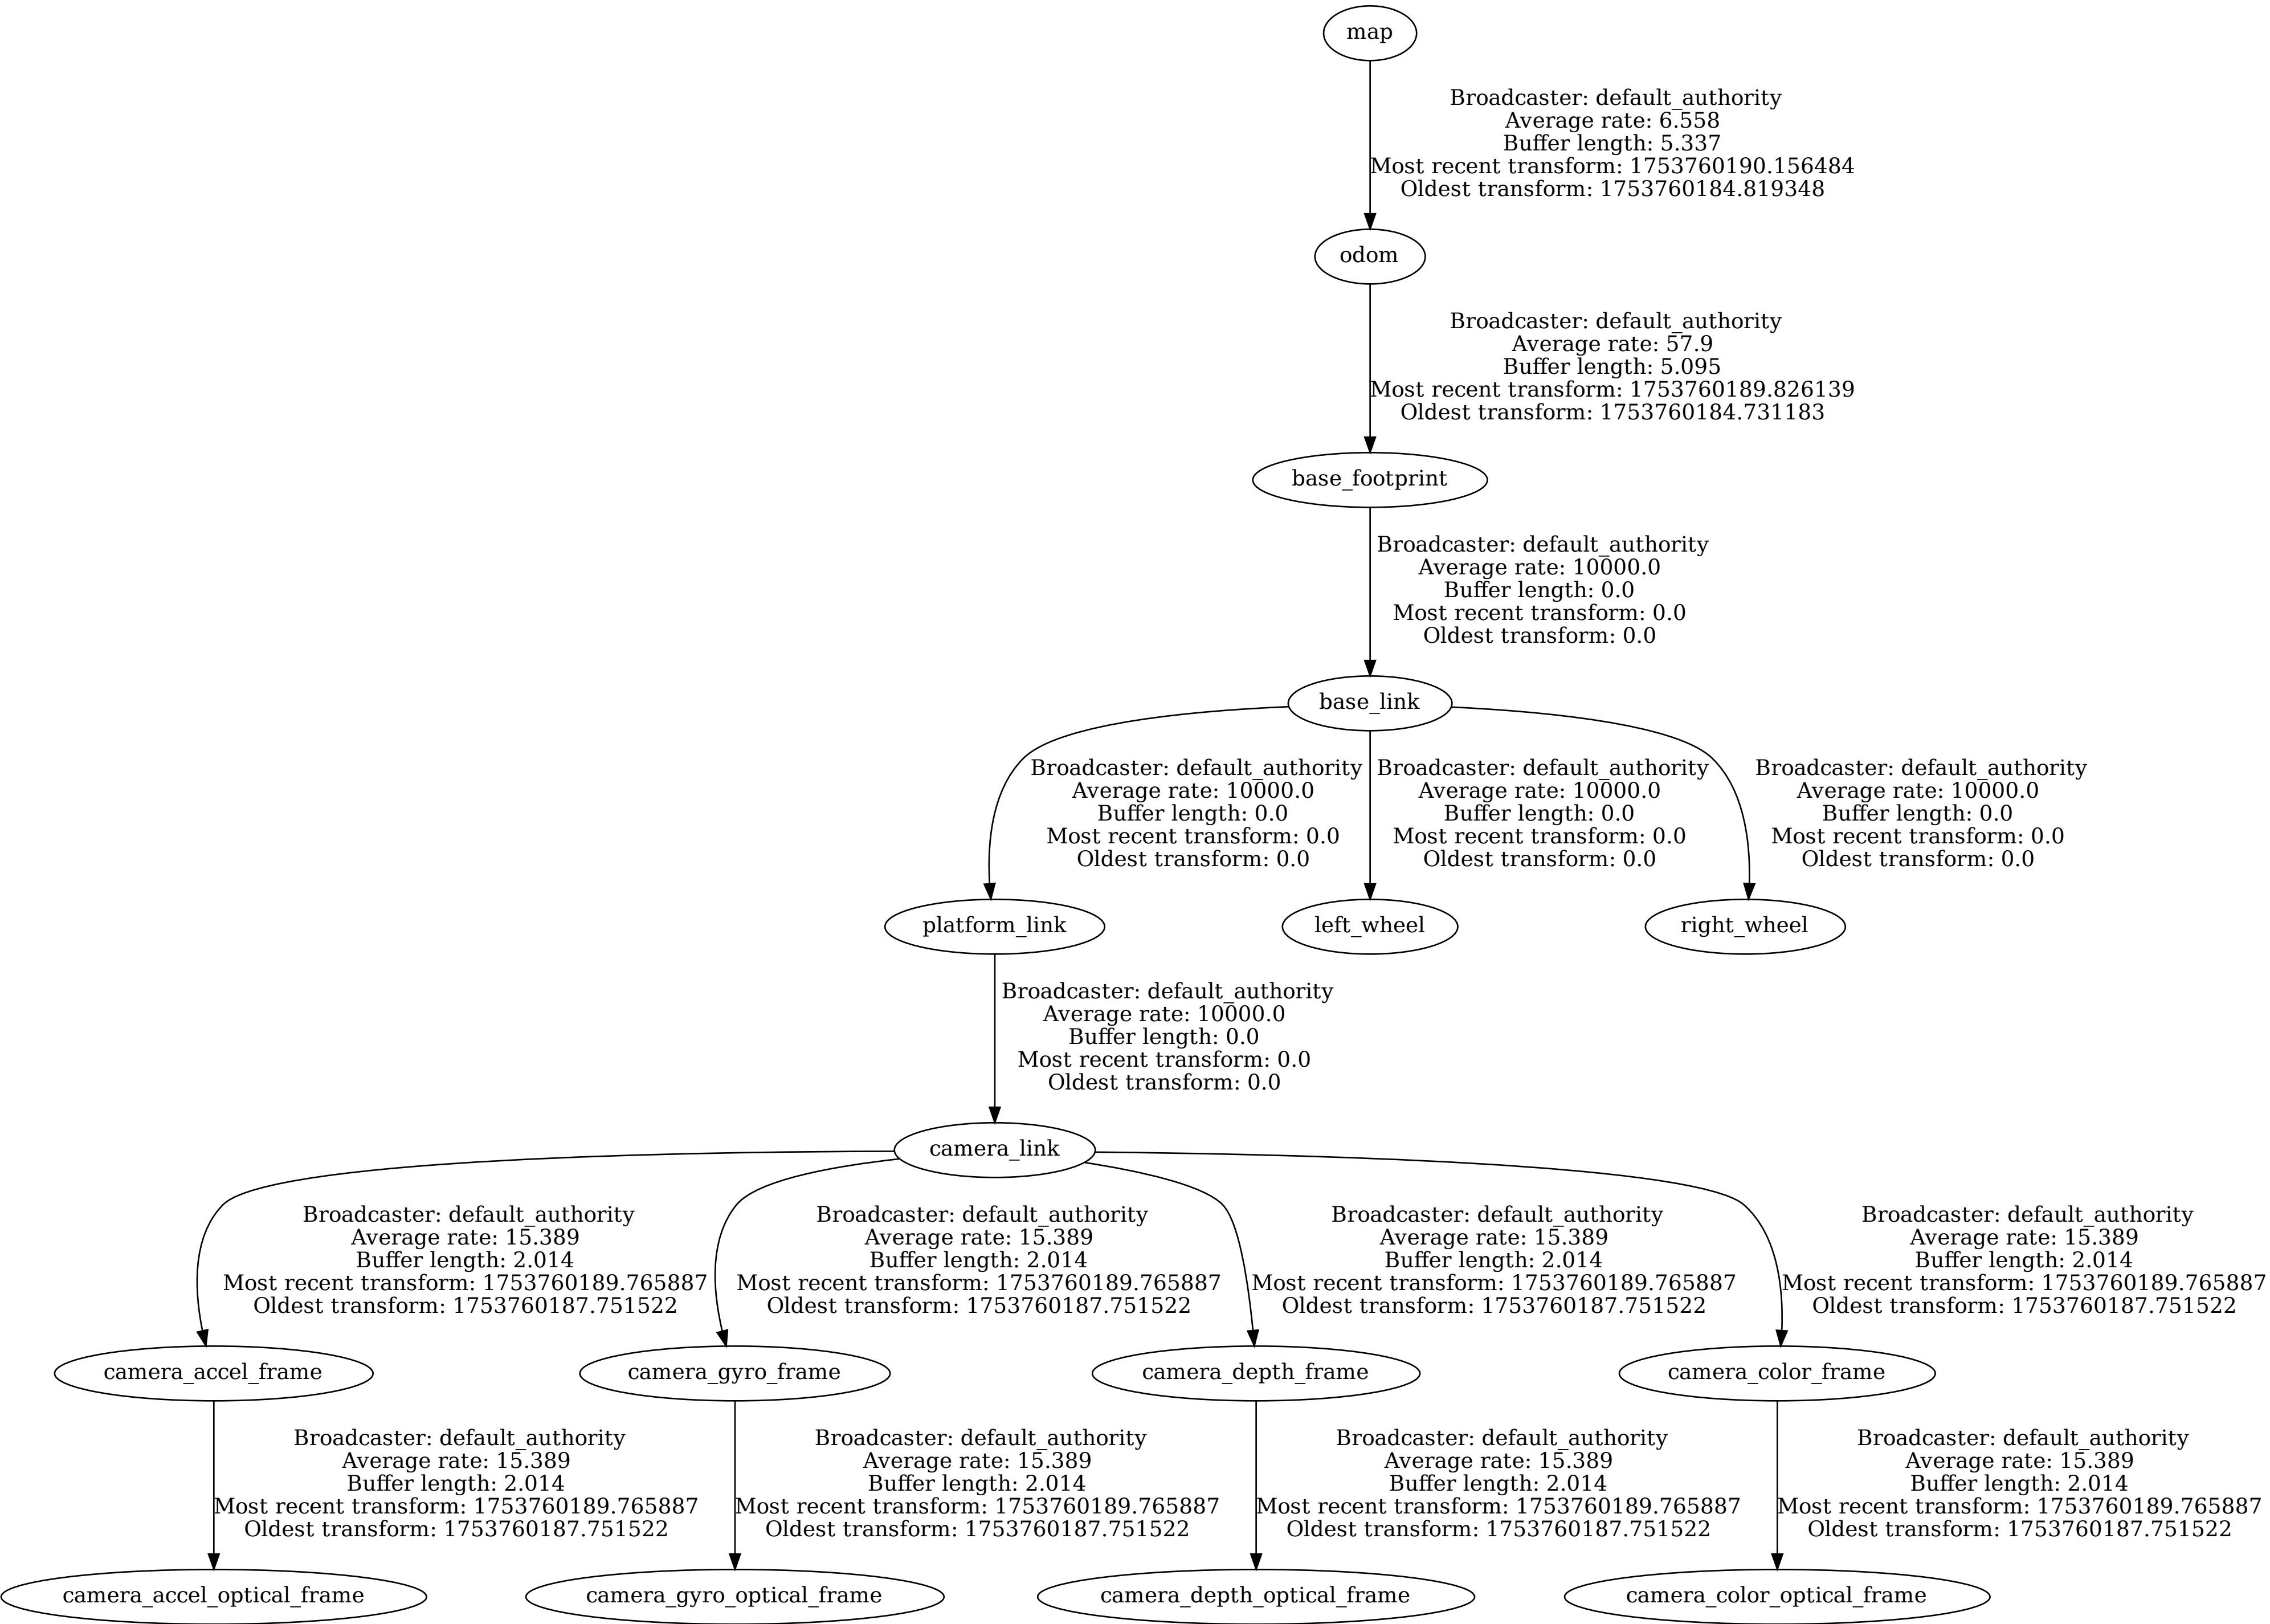 map
Broadcaster: default_authority
Average rate: 6.558
Buffer length: 5.337
Most recent transform: 1753760190.156484
Oldest transform: 1753760184.819348
odom
Broadcaster: default_authority
Average rate: 57.9
Buffer length: 5.095
Most recent transform: 1753760189.826139
Oldest transform: 1753760184.731183
base_footprint
Broadcaster: default_authority
Average rate: 10000.0
Buffer length: 0.0
Most recent transform: 0.0
Oldest transform: 0.0
base_link
Broadcaster: default_authority
Average rate: 10000.0
Buffer length: 0.0
Most recent transform: 0.0
Oldest transform: 0.0
Broadcaster: default_authority
Average rate: 10000.0
Buffer length: 0.0
Most recent transform: 0.0
Oldest transform: 0.0
Broadcaster: default_authority
Average rate: 10000.0
Buffer length: 0.0
Most recent transform: 0.0
Oldest transform: 0.0
platform_link
left_wheel
right_wheel
Broadcaster: default_authority
Average rate: 10000.0
Buffer length: 0.0
Most recent transform: 0.0
Oldest transform: 0.0
camera_link
Broadcaster: default_authority
Average rate: 15.389
Buffer length: 2.014
Most recent transform: 1753760189.765887
Oldest transform: 1753760187.751522
Broadcaster: default_authority
Average rate: 15.389
Buffer length: 2.014
Most recent transform: 1753760189.765887
Oldest transform: 1753760187.751522
Broadcaster: default_authority
Average rate: 15.389
Buffer length: 2.014
Most recent transform: 1753760189.765887
Oldest transform: 1753760187.751522
Broadcaster: default_authority
Average rate: 15.389
Buffer length: 2.014
Most recent transform: 1753760189.765887
Oldest transform: 1753760187.751522
camera_accel_frame
camera_gyro_frame
camera_depth_frame
camera_color_frame
Broadcaster: default_authority
Average rate: 15.389
Buffer length: 2.014
Most recent transform: 1753760189.765887
Oldest transform: 1753760187.751522
Broadcaster: default_authority
Average rate: 15.389
Buffer length: 2.014
Most recent transform: 1753760189.765887
Oldest transform: 1753760187.751522
Broadcaster: default_authority
Average rate: 15.389
Buffer length: 2.014
Most recent transform: 1753760189.765887
Oldest transform: 1753760187.751522
Broadcaster: default_authority
Average rate: 15.389
Buffer length: 2.014
Most recent transform: 1753760189.765887
Oldest transform: 1753760187.751522
camera_accel_optical_frame
camera_gyro_optical_frame
camera_depth_optical_frame
camera_color_optical_frame